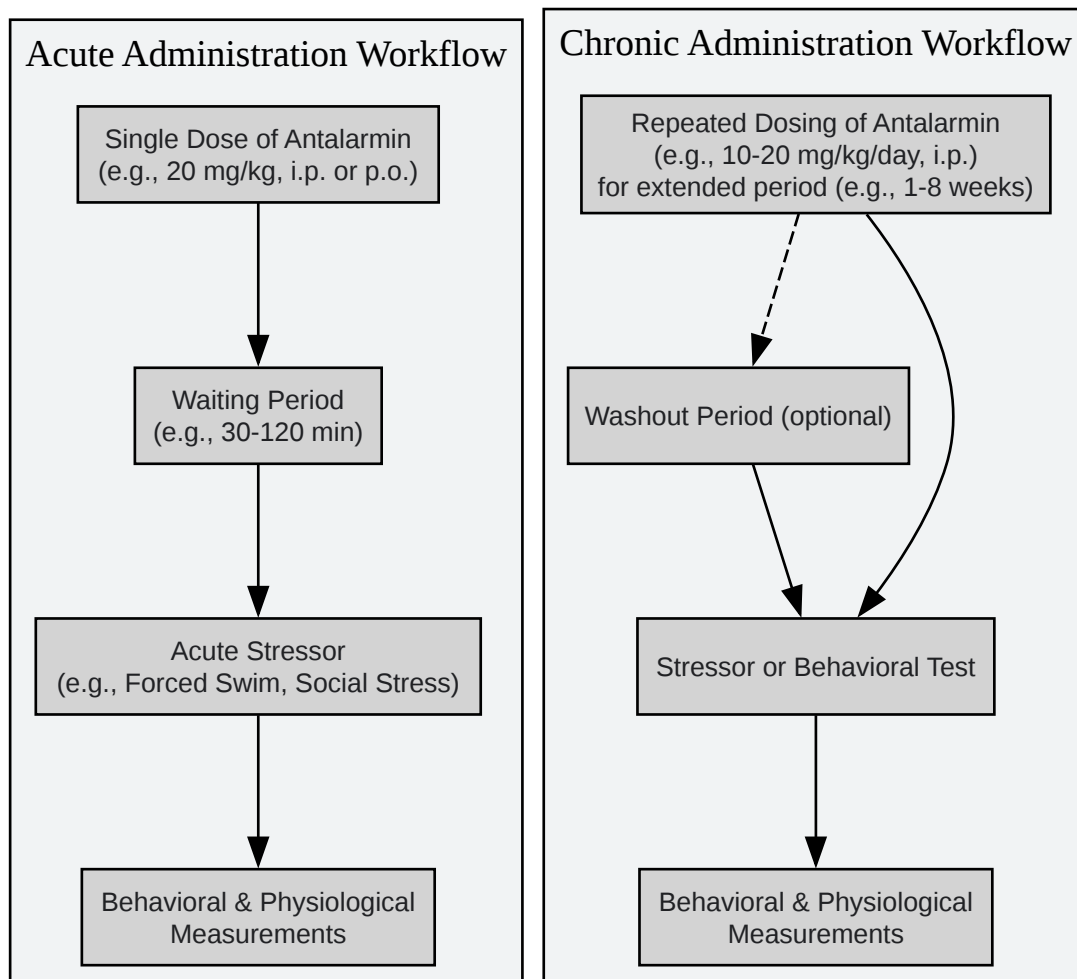 Acute Administration Workflow
Single Dose of Antalarmin
(e.g., 20 mg/kg, i.p. or p.o.)
Waiting Period
(e.g., 30-120 min)
Acute Stressor
(e.g., Forced Swim, Social Stress)
Behavioral & Physiological
Measurements
Chronic Administration Workflow
Repeated Dosing of Antalarmin
(e.g., 10-20 mg/kg/day, i.p.)
for extended period (e.g., 1-8 weeks)
Washout Period (optional)
Stressor or Behavioral Test
Behavioral & Physiological
Measurements